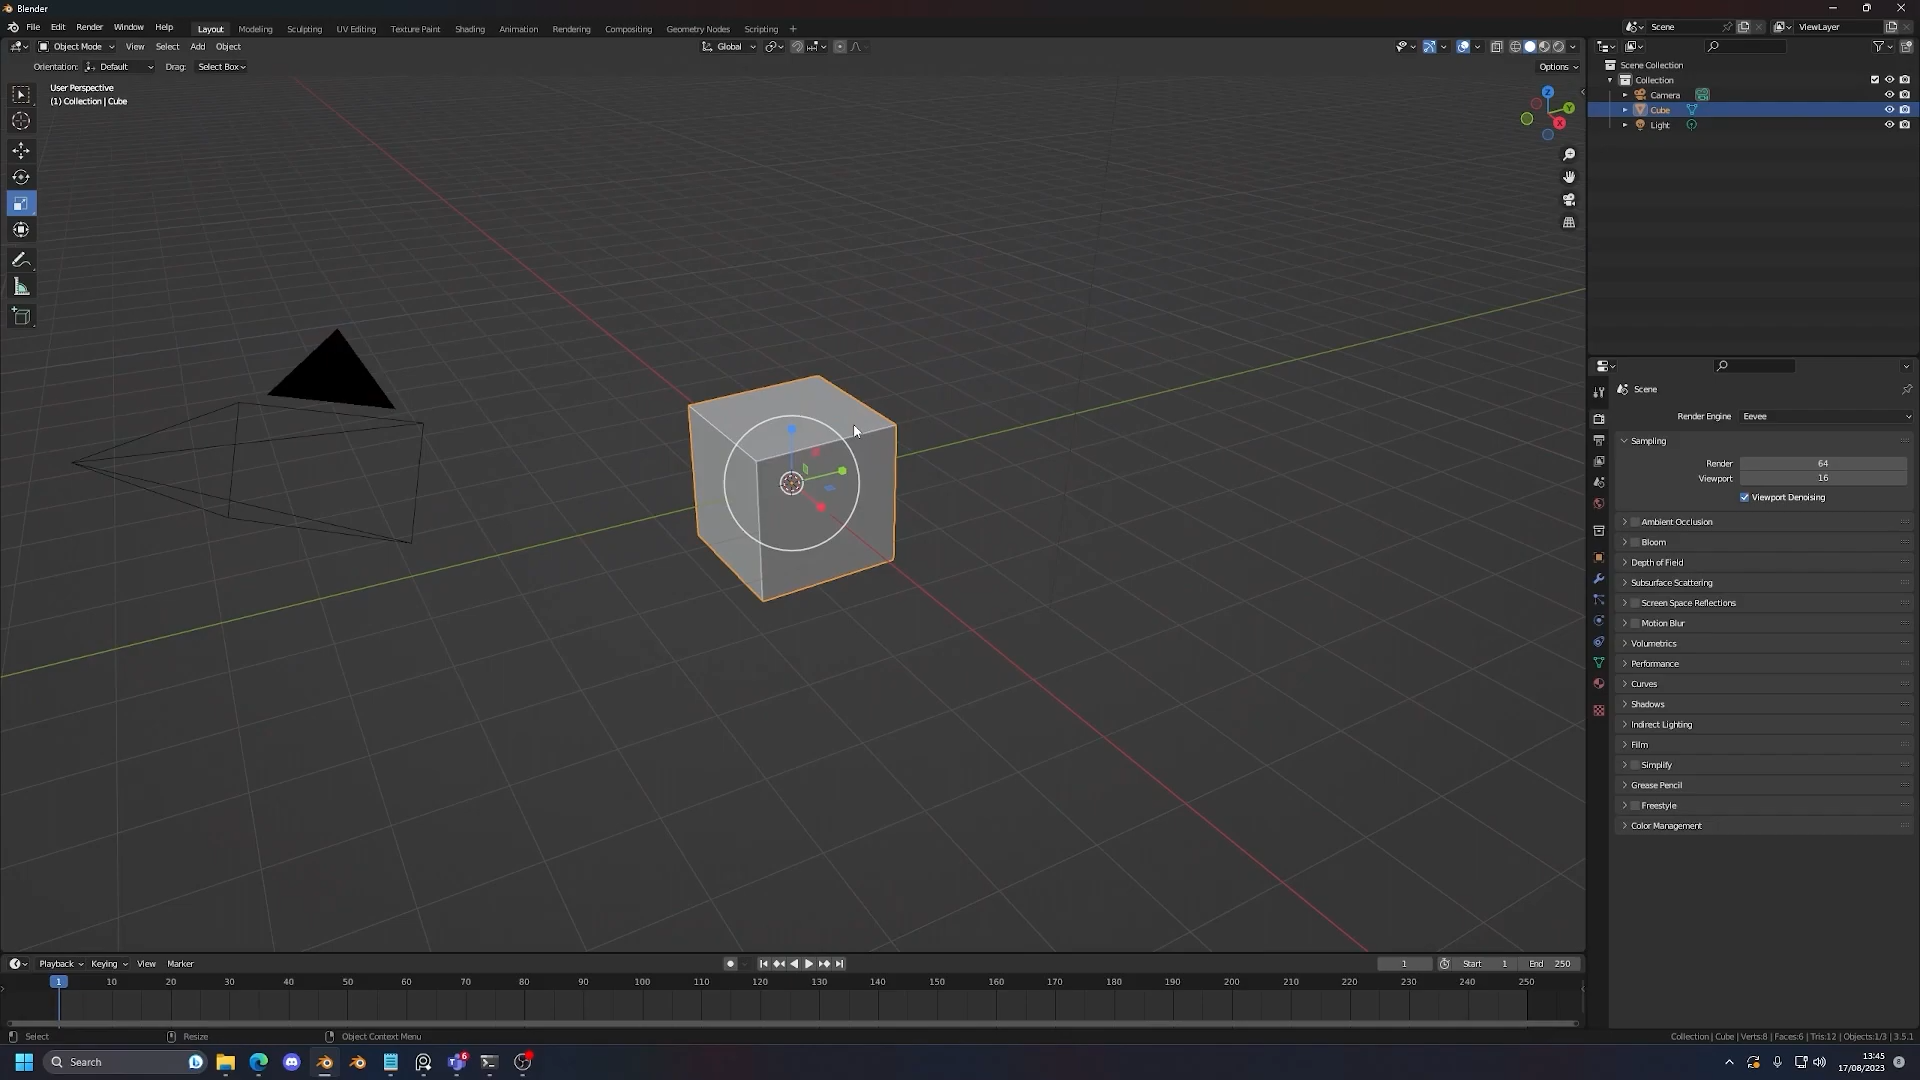 Blender
File Edit Render Window Help Layout Modeling Sculpting UV Editing Texture Paint Shading Animation Rendering Compositing Geometry Nodes Scripting + Scene ViewLayer
Object Mode View Select Add Object Global
Orientation: Default Drag: Select Box Options
User Perspective
(1) Collection | Cube
Z
Y
X
Scene Collection
Collection
Camera
Cube
Light
Scene
Render Engine Eevee
Sampling
Render 64
Viewport 16
Viewport Denoising
Ambient Occlusion
Bloom
Depth of Field
Subsurface Scattering
Screen Space Reflections
Motion Blur
Volumetrics
Performance
Curves
Shadows
Indirect Lighting
Film
Simplify
Grease Pencil
Freestyle
Color Management
Playback Keying View Marker 1 Start 1 End 250
1 10 20 30 40 50 60 70 80 90 100 110 120 130 140 150 160 170 180 190 200 210 220 230 240 250
Select Resize Object Context Menu Collection | Cube | Verts:8 | Faces:6 | Tris:12 | Objects:1/3 | 3.5.1
Search 6 13:45
17/08/2023 8